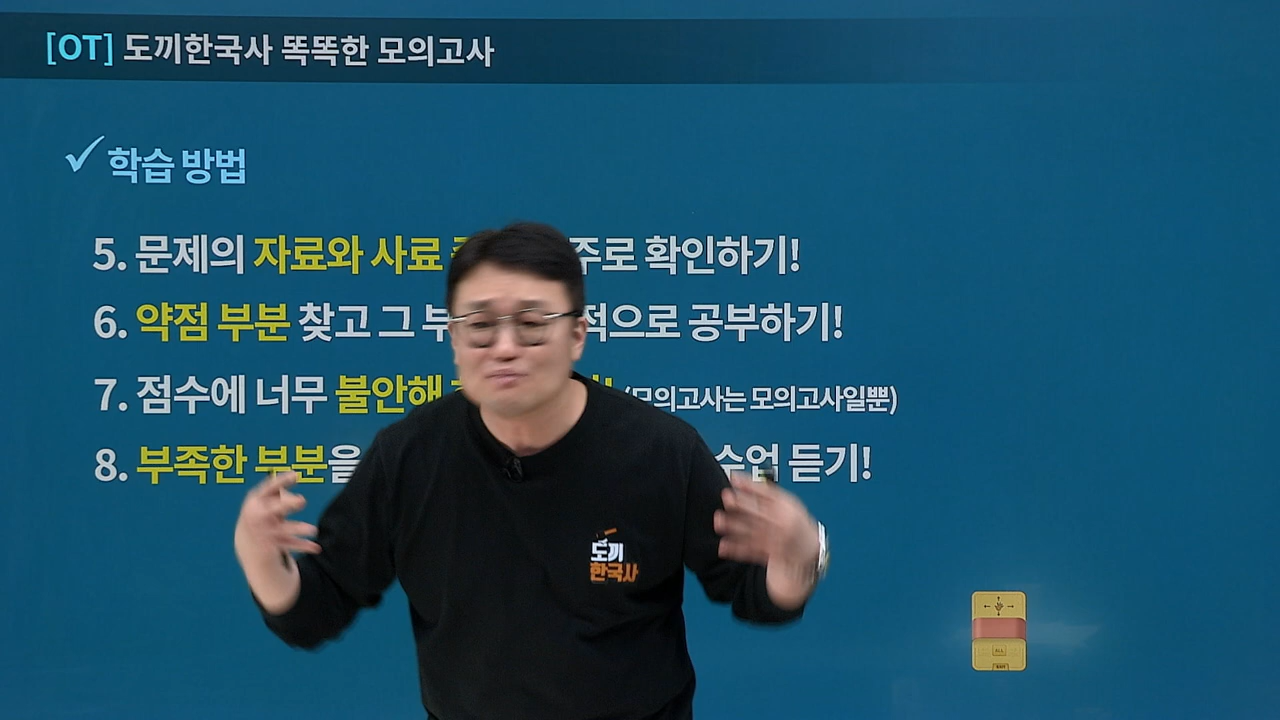 [OT] 도끼한국사 똑똑한 모의고사
✓ 학습 방법
5. 문제의 자료와 사료 주로 확인하기!
6. 약점 부분 찾고 그 부 적으로 공부하기!
7. 점수에 너무 불안해 (모의고사는 모의고사일뿐)
8. 부족한 부분을 수업 듣기!
도끼
한국사
ALL